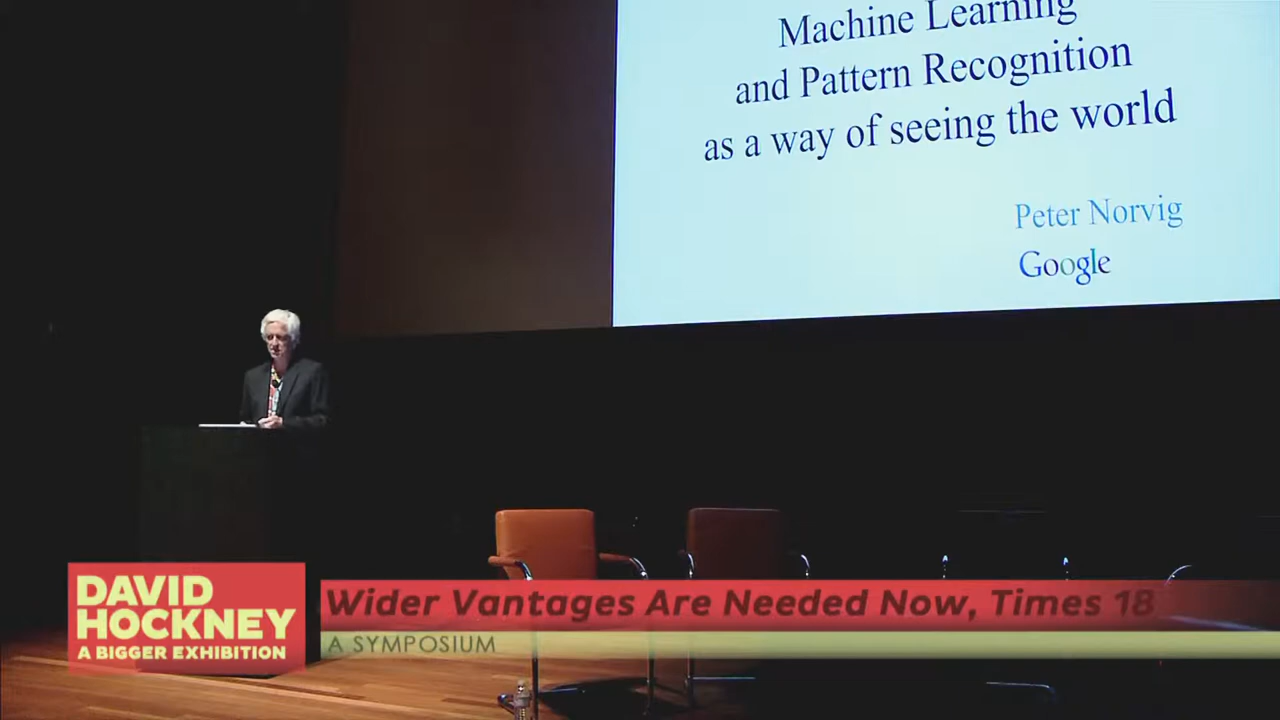 Machine Learning
and Pattern Recognition
as a way of seeing the world
Peter Norvig
Google
DAVID
HOCKNEY
A BIGGER EXHIBITION
Wider Vantages Are Needed Now, Times 18
A SYMPOSIUM